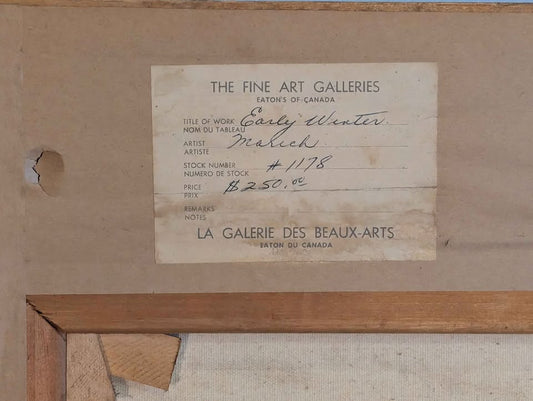 THE FINE ART GALLERIES
EATON'S OF CANADA
TITLE OF WORK Early Winter
NOM DU TABLEAU
ARTIST Marich
ARTISTE
STOCK NUMBER #1178
NUMERO DE STOCK
PRICE $250.00
PRIX
REMARKS
NOTES
LA GALERIE DES BEAUX-ARTS
EATON DU CANADA